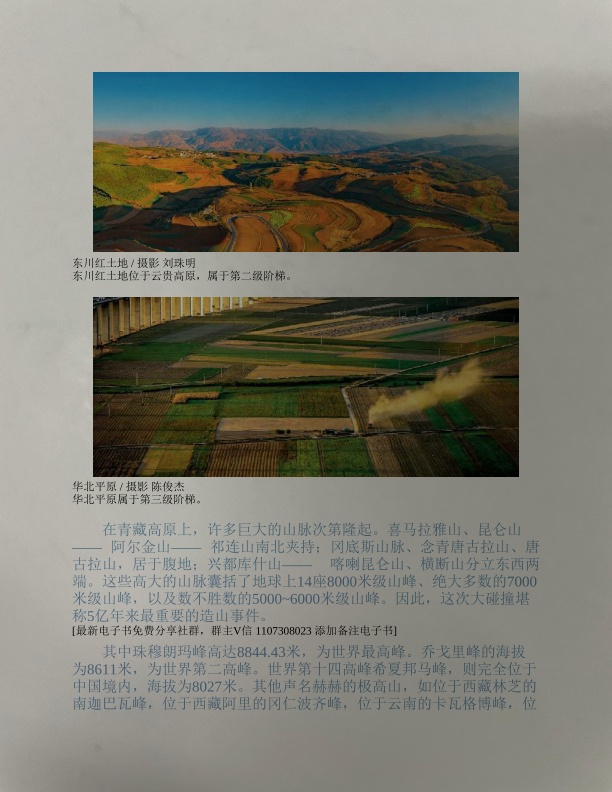 东川红土地 / 摄影 刘珠明
东川红土地位于云贵高原，属于第二级阶梯。
华北平原 / 摄影 陈俊杰
华北平原属于第三级阶梯。
在青藏高原上，许多巨大的山脉次第隆起。喜马拉雅山、昆仑山
—— 阿尔金山—— 祁连山南北夹持；冈底斯山脉、念青唐古拉山、唐
古拉山，居于腹地；兴都库什山—— 喀喇昆仑山、横断山分立东西两
端。这些高大的山脉囊括了地球上14座8000米级山峰、绝大多数的7000
米级山峰，以及数不胜数的5000~6000米级山峰。因此，这次大碰撞堪
称5亿年来最重要的造山事件。
[最新电子书免费分享社群，群主V信 1107308023 添加备注电子书]
其中珠穆朗玛峰高达8844.43米，为世界最高峰。乔戈里峰的海拔
为8611米，为世界第二高峰。世界第十四高峰希夏邦马峰，则完全位于
中国境内，海拔为8027米。其他声名赫赫的极高山，如位于西藏林芝的
南迦巴瓦峰，位于西藏阿里的冈仁波齐峰，位于云南的卡瓦格博峰，位